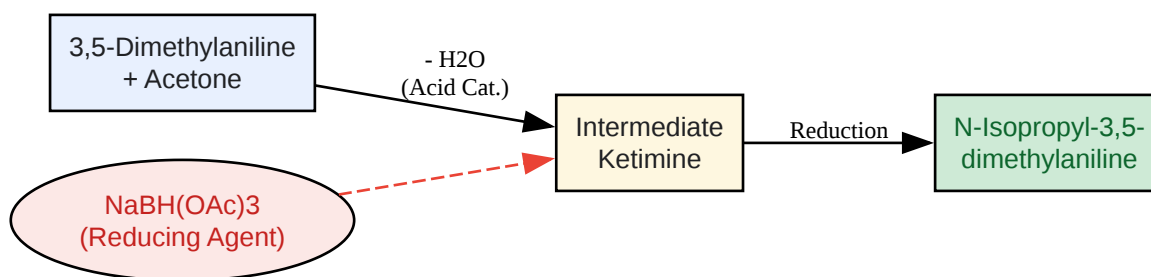 3,5-Dimethylaniline
+ Acetone
- H2O
(Acid Cat.)
NaBH(OAc)3
(Reducing Agent)
Intermediate
Ketimine
Reduction
N-Isopropyl-3,5-
dimethylaniline